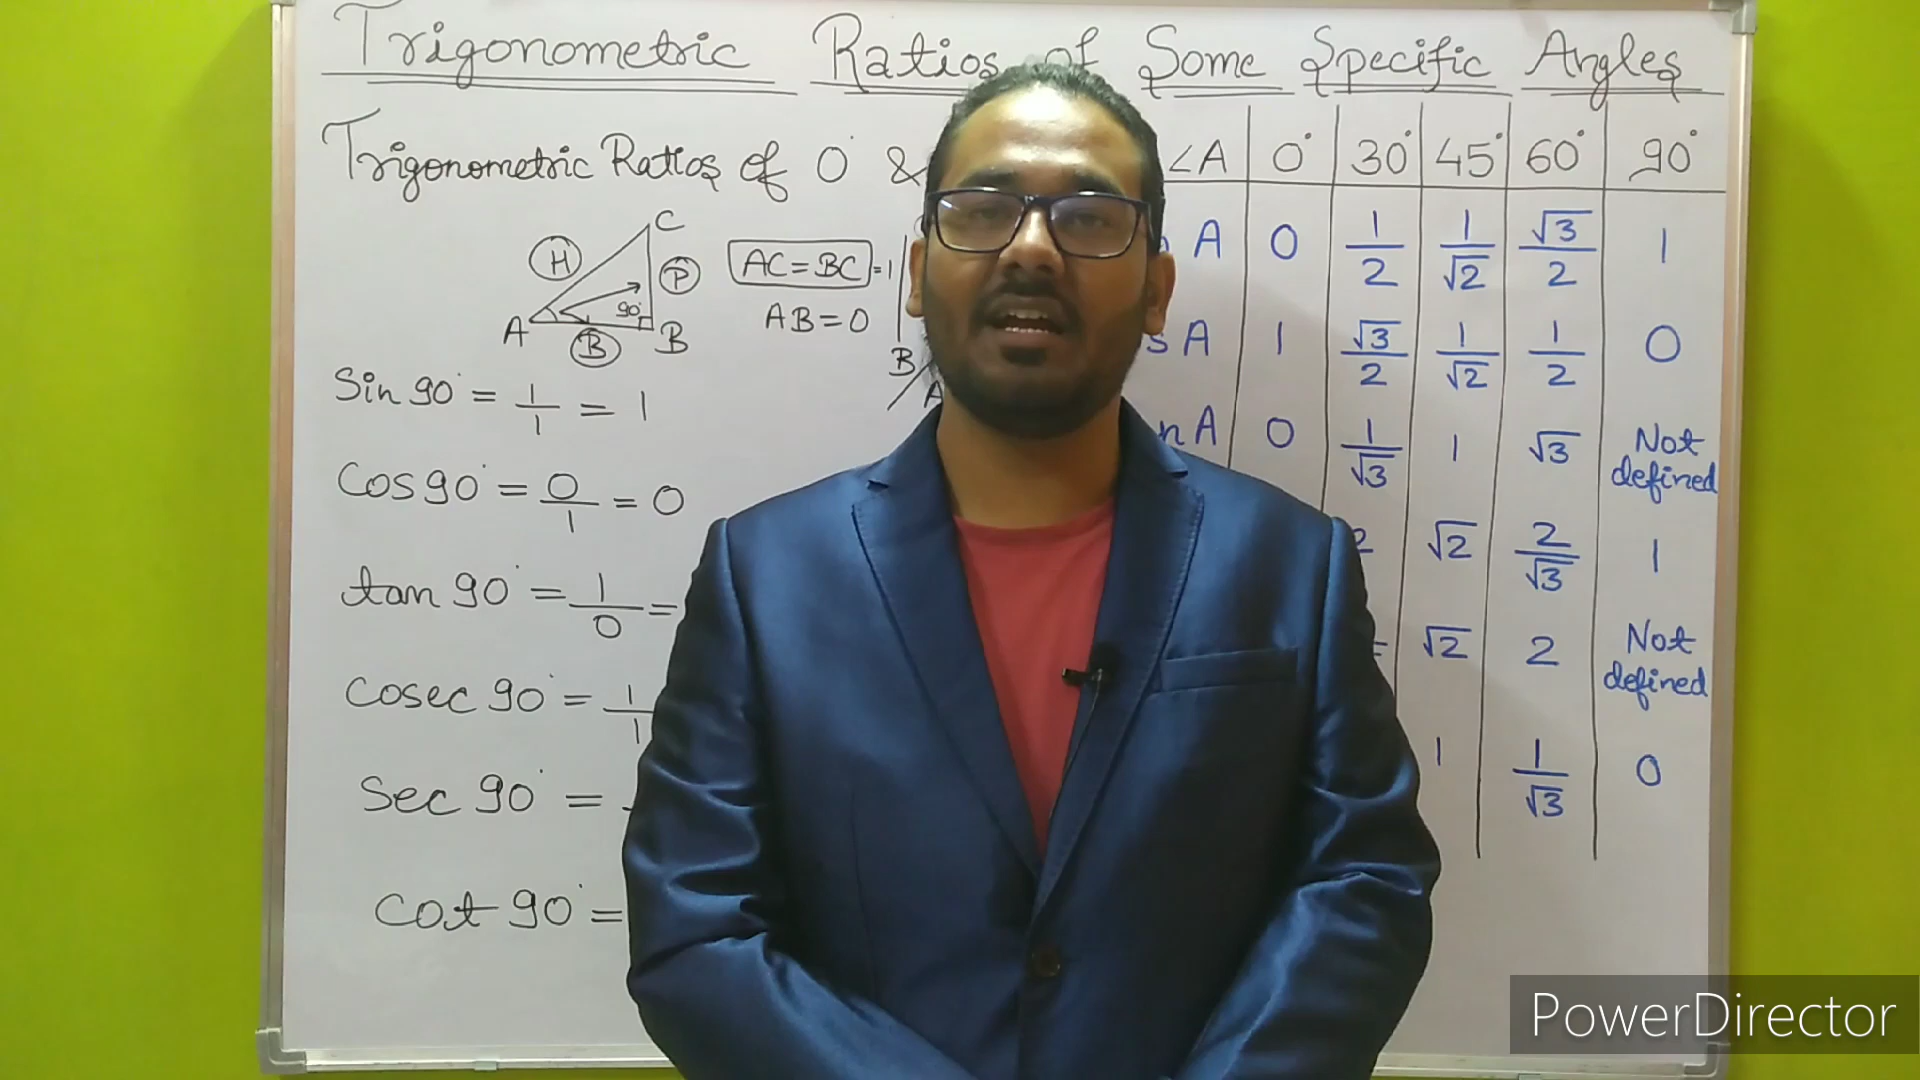 Trigonometric Ratios of Some Specific Angles
Trigonometric Ratios of 0° &
C
H
P
90°
A
B
B
AC = BC = 1
AB = 0
B
A
Sin 90° = 1/1 = 1
Cos 90° = 0/1 = 0
tan 90° = 1/0 =
Cosec 90° = 1/1
Sec 90° =
Cot 90° =
∠A 0° 30° 45° 60° 90°
A 0 1/2 1/√2 √3/2 1
s A 1 √3/2 1/√2 1/2 0
n A 0 1/√3 1 √3 Not defined
2 √2 2/√3 1
√2 2 Not defined
1 1/√3 0
PowerDirector